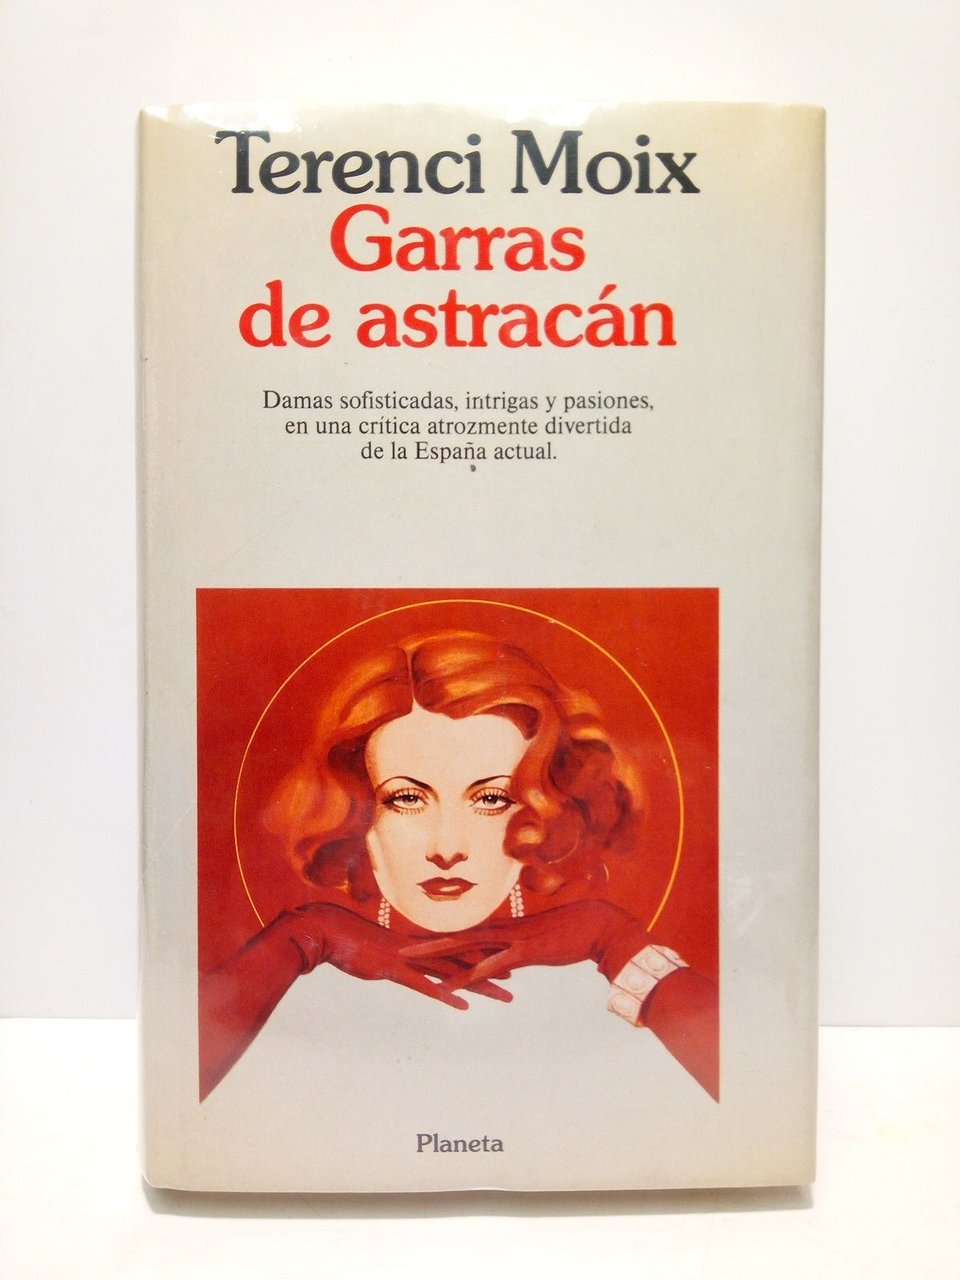 Terenci Moix
Garras
de astracán
Damas sofisticadas, intrigas y pasiones,
en una crítica atrozmente divertida
de la España actual.
Planeta